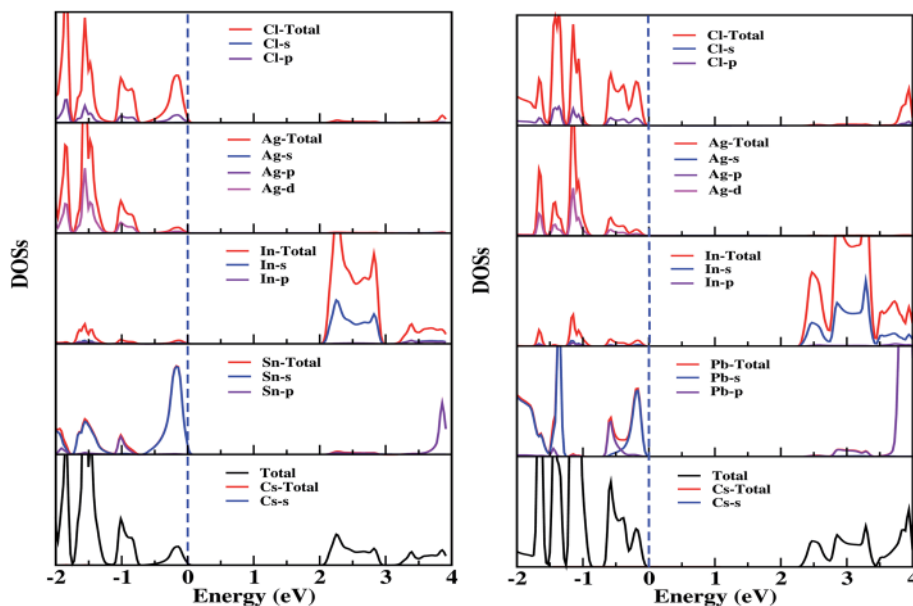 DOSs
Cl-Total
Cl-s
Cl-p
Ag-Total
Ag-s
Ag-p
Ag-d
In-Total
In-s
In-p
Sn-Total
Sn-s
Sn-p
Total
Cs-Total
Cs-s
-2 -1 0 1 2 3 4
Energy (eV)
DOSs
Cl-Total
Cl-s
Cl-p
Ag-Total
Ag-s
Ag-p
Ag-d
In-Total
In-s
In-p
Pb-Total
Pb-s
Pb-p
Total
Cs-Total
Cs-s
-2 -1 0 1 2 3 4
Energy (eV)